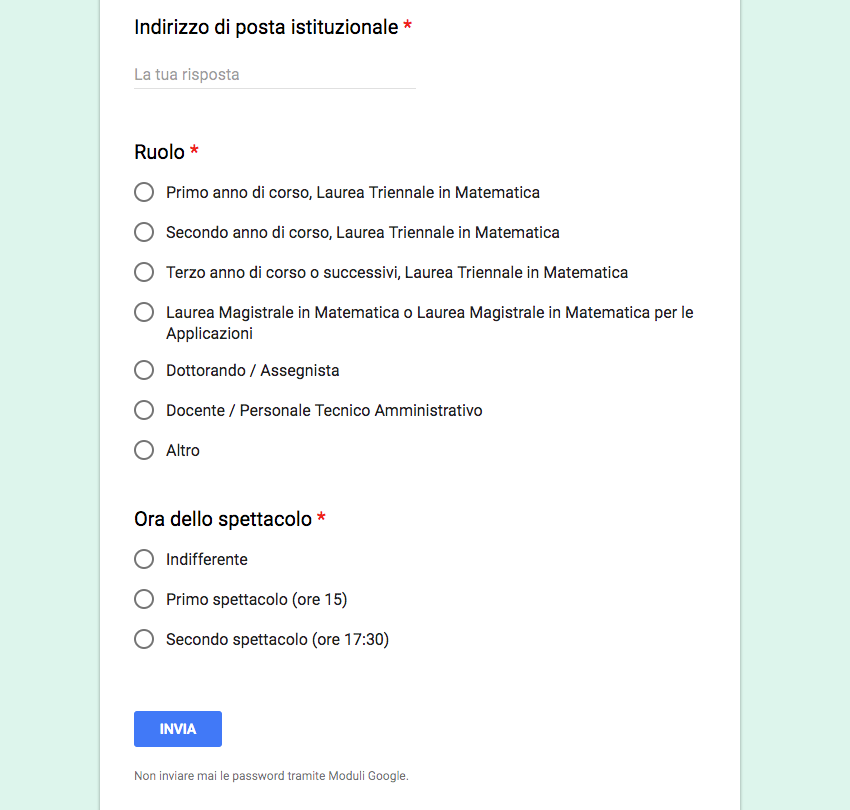 Indirizzo di posta istituzionale *
La tua risposta
Ruolo *
Primo anno di corso, Laurea Triennale in Matematica
Secondo anno di corso, Laurea Triennale in Matematica
Terzo anno di corso o successivi, Laurea Triennale in Matematica
Laurea Magistrale in Matematica o Laurea Magistrale in Matematica per le
Applicazioni
Dottorando / Assegnista
Docente / Personale Tecnico Amministrativo
Altro
Ora dello spettacolo *
Indifferente
Primo spettacolo (ore 15)
Secondo spettacolo (ore 17:30)
INVIA
Non inviare mai le password tramite Moduli Google.